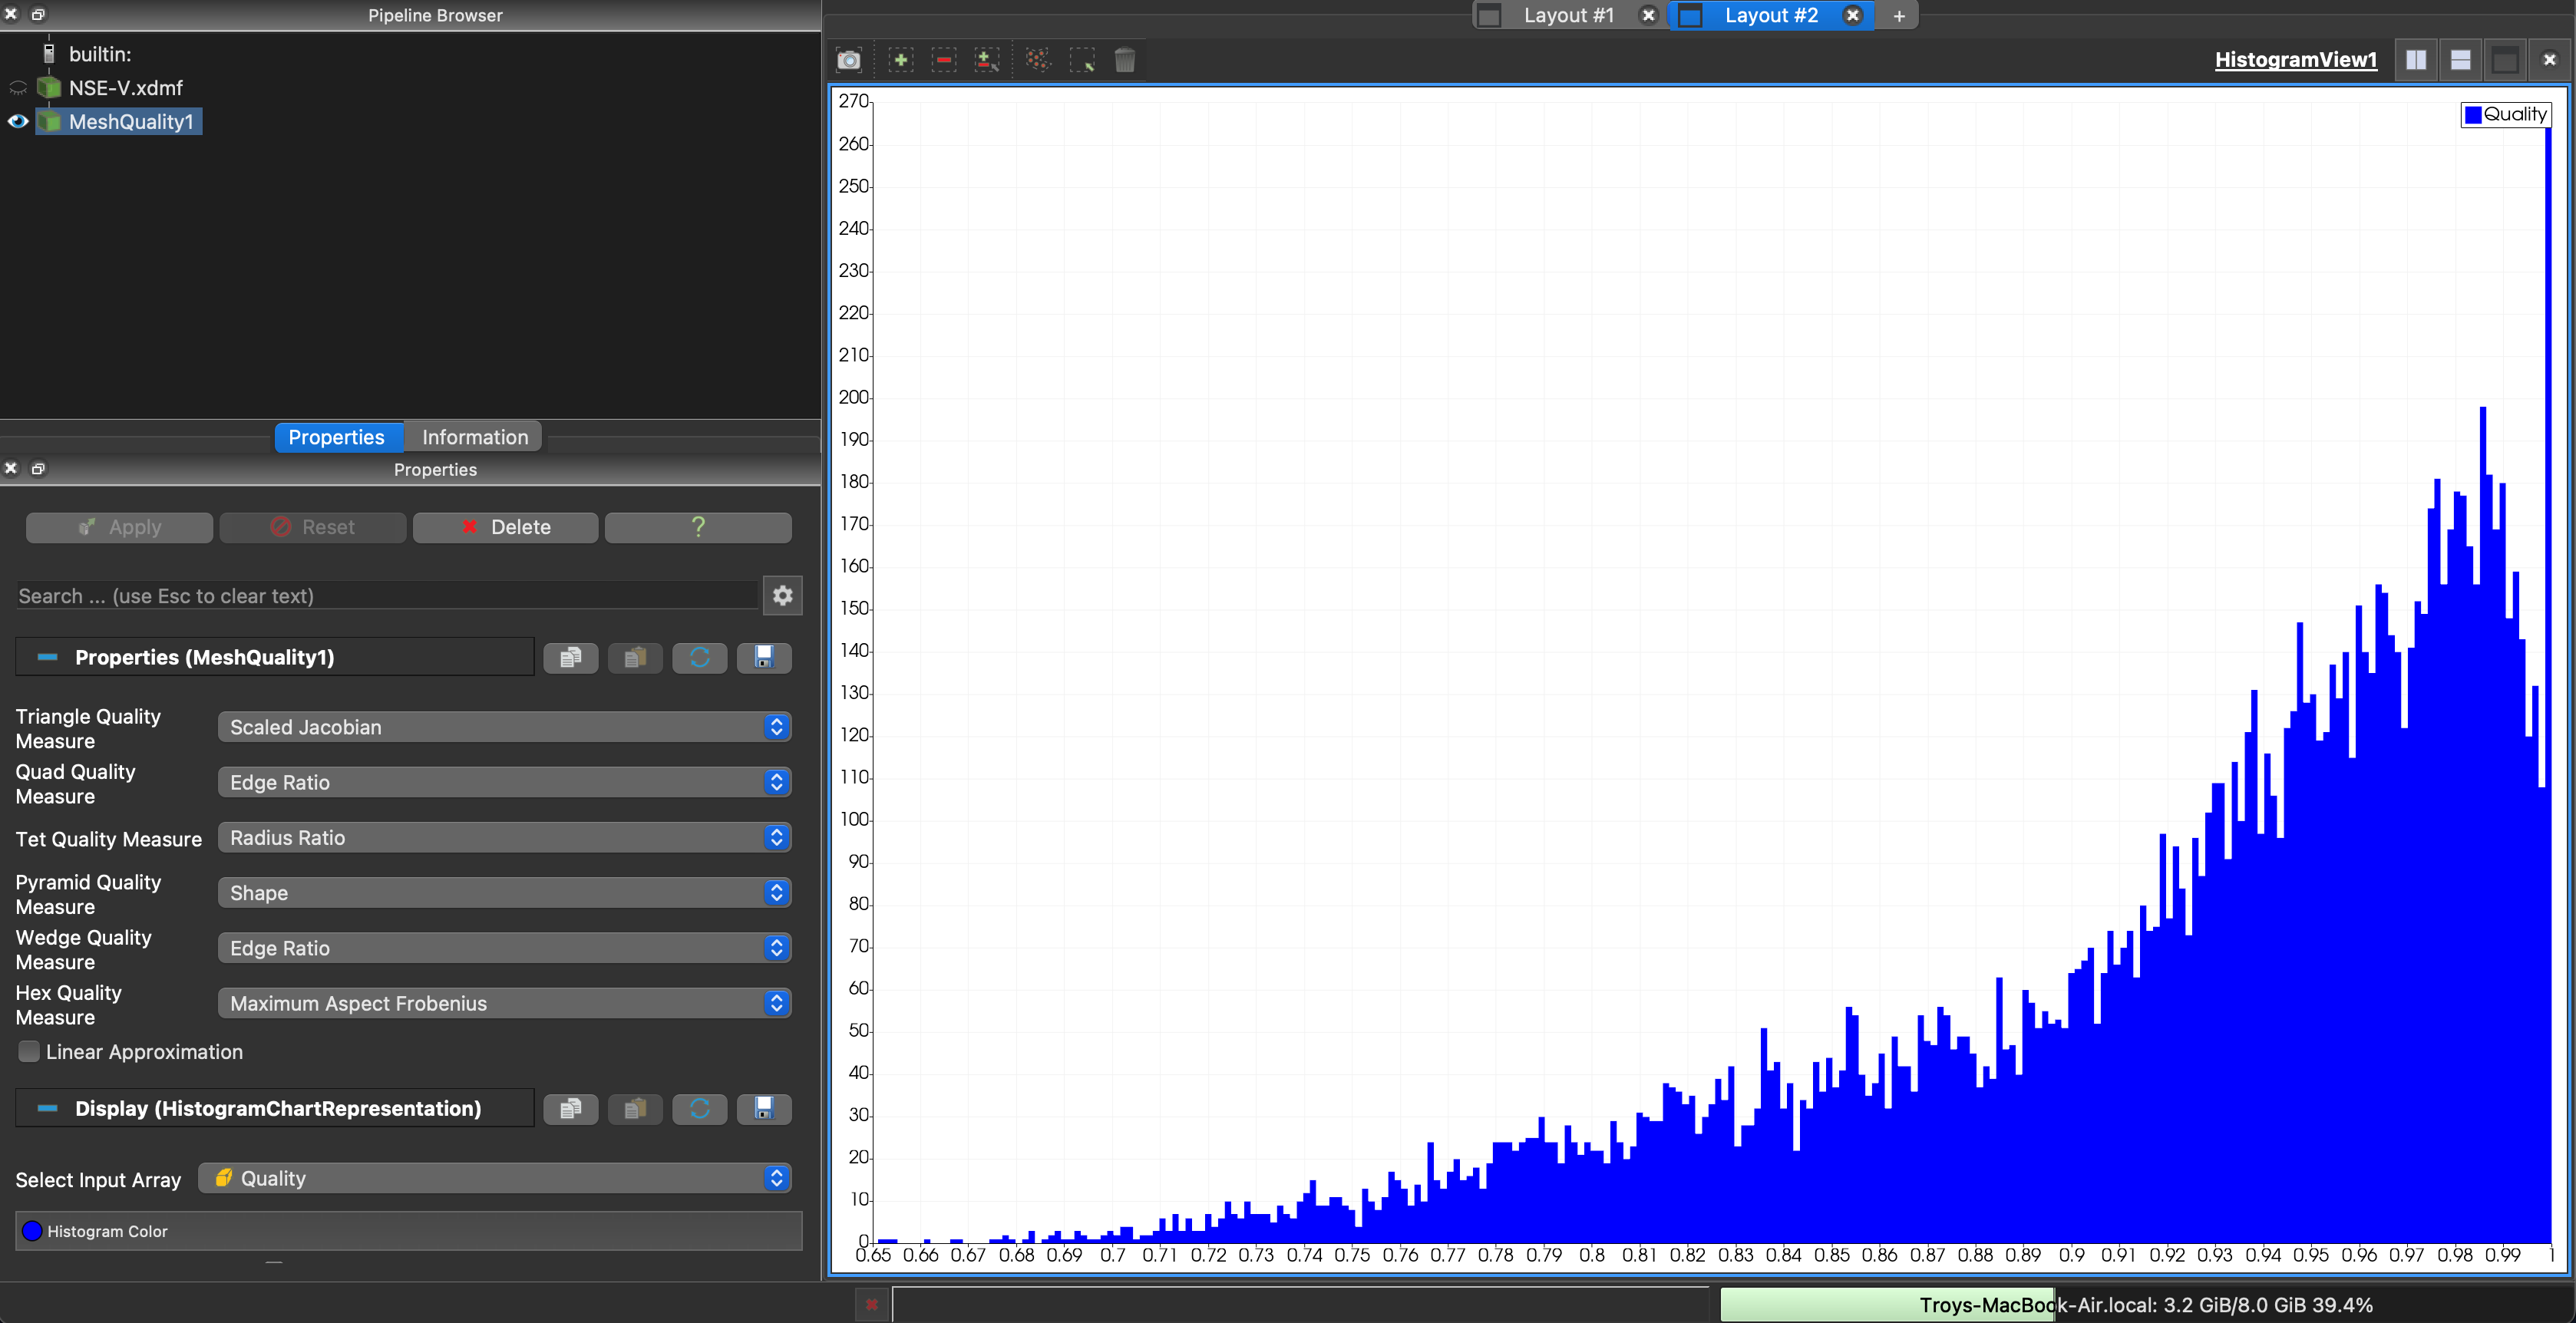 Pipeline Browser
builtin:
NSE-V.xdmf
MeshQuality1
Properties
Information
Properties
Apply
Reset
Delete
?
Search ... (use Esc to clear text)
Properties (MeshQuality1)
Triangle Quality
Measure
Scaled Jacobian
Quad Quality
Measure
Edge Ratio
Tet Quality Measure
Radius Ratio
Pyramid Quality
Measure
Shape
Wedge Quality
Measure
Edge Ratio
Hex Quality
Measure
Maximum Aspect Frobenius
Linear Approximation
Display (HistogramChartRepresentation)
Select Input Array
Quality
Histogram Color
Layout #1
Layout #2
+
HistogramView1
Quality
270
260
250
240
230
220
210
200
190
180
170
160
150
140
130
120
110
100
90
80
70
60
50
40
30
20
10
0
0.65 0.66 0.67 0.68 0.69 0.7 0.71 0.72 0.73 0.74 0.75 0.76 0.77 0.78 0.79 0.8 0.81 0.82 0.83 0.84 0.85 0.86 0.87 0.88 0.89 0.9 0.91 0.92 0.93 0.94 0.95 0.96 0.97 0.98 0.99 1
Troys-MacBook-Air.local: 3.2 GiB/8.0 GiB 39.4%